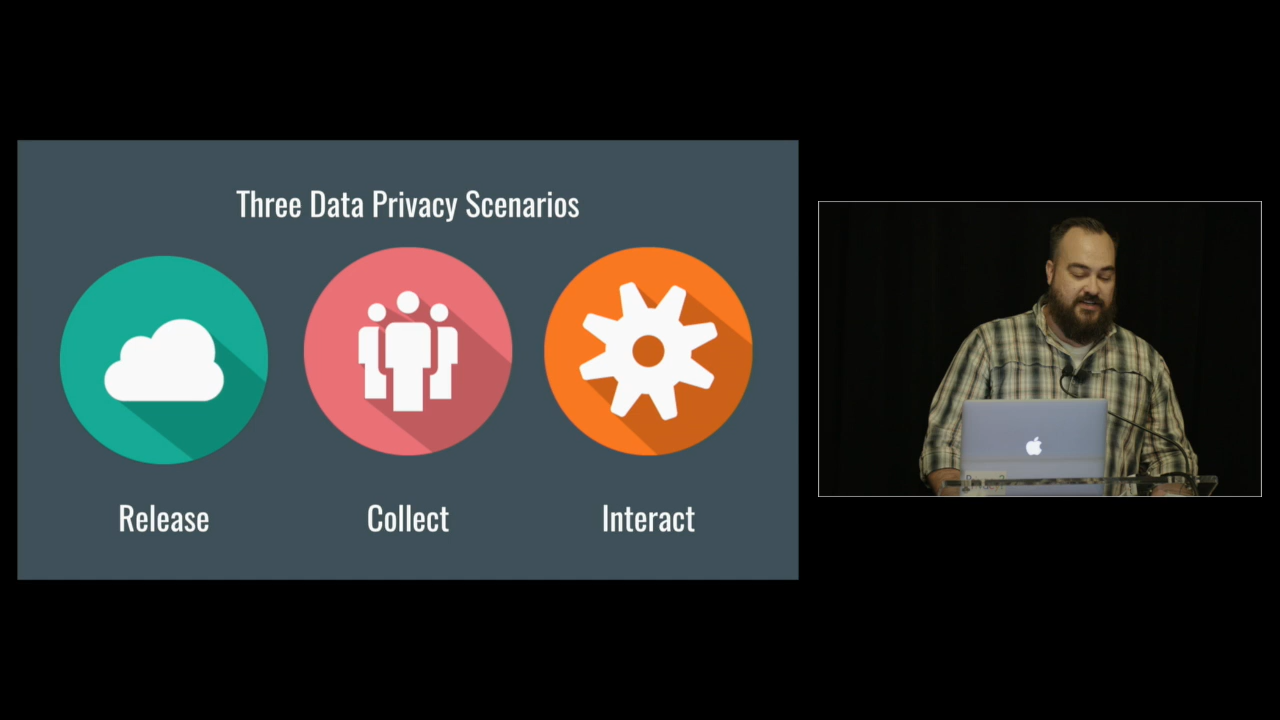 Three Data Privacy Scenarios
Release
Collect
Interact